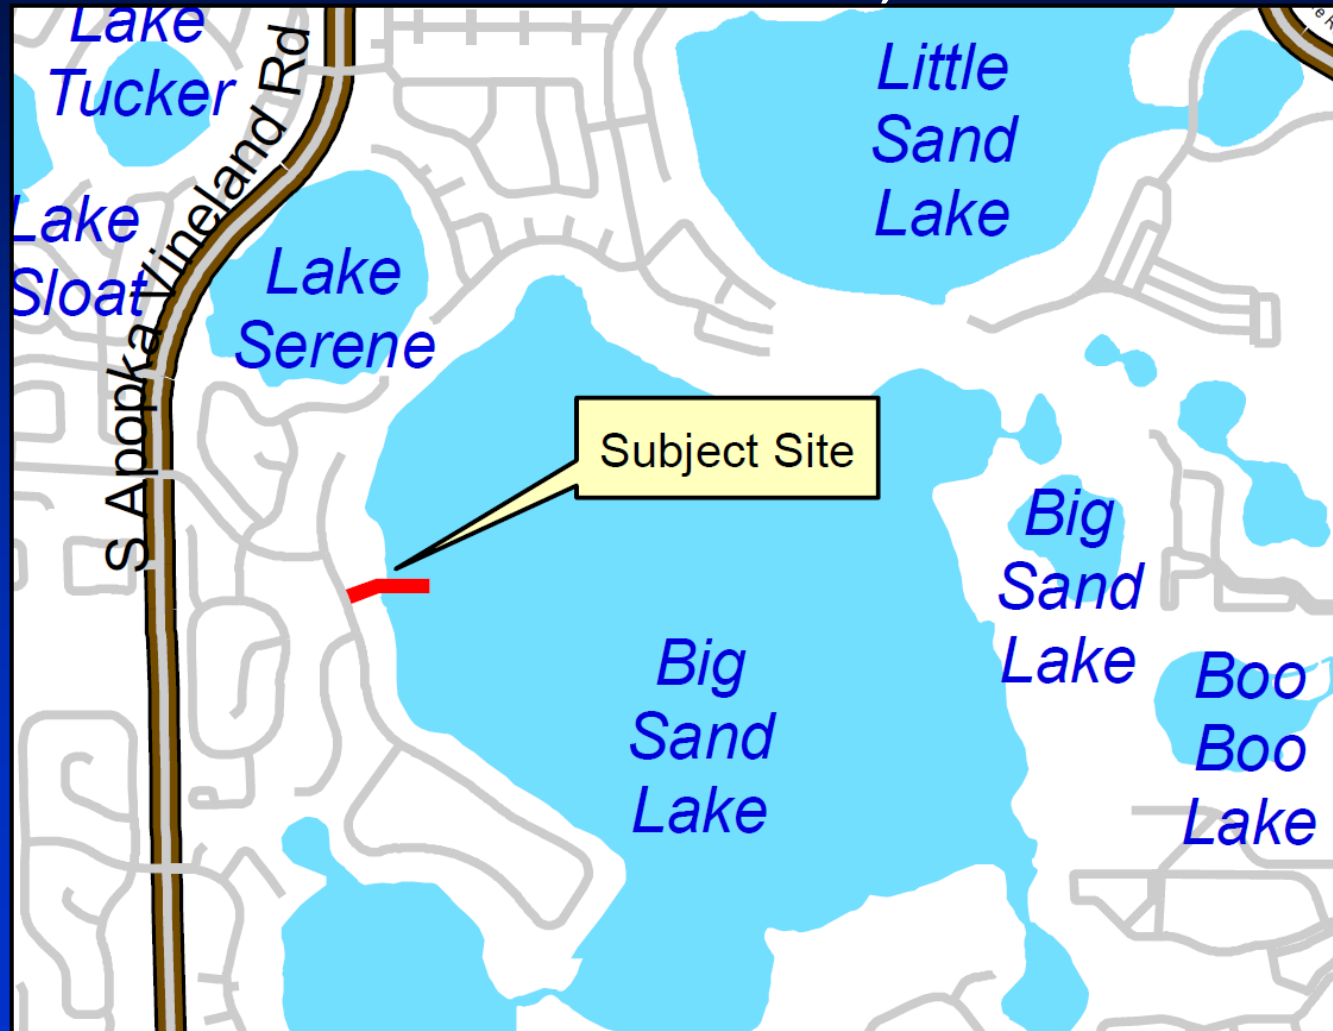 Lake
Tucker
S Apopka Vineland Rd
Little
Sand
Lake
Lake
Sloat
Lake
Serene
Subject Site
Big
Sand
Lake
Big
Sand
Lake
Boo
Boo
Lake